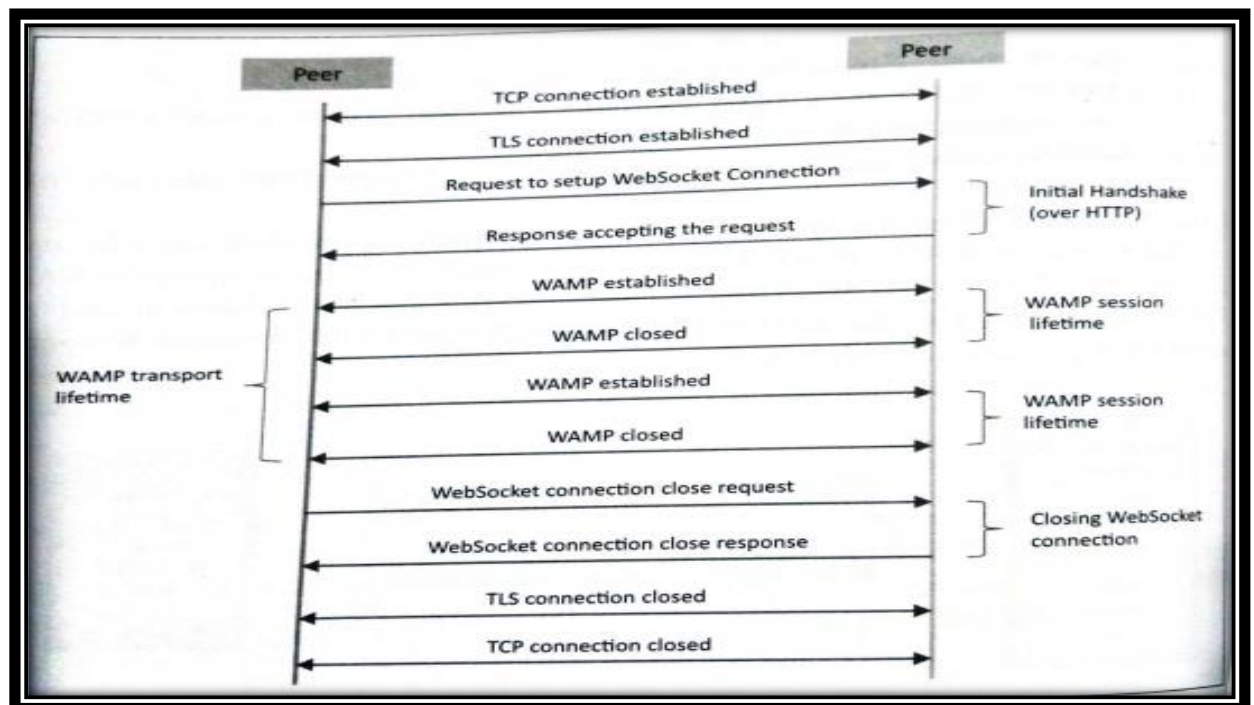 Peer
Peer
TCP connection established
TLS connection established
Request to setup WebSocket Connection
Initial Handshake
(over HTTP)
Response accepting the request
WAMP established
WAMP session
lifetime
WAMP closed
WAMP transport
lifetime
WAMP established
WAMP session
lifetime
WAMP closed
WebSocket connection close request
Closing WebSocket
connection
WebSocket connection close response
TLS connection closed
TCP connection closed